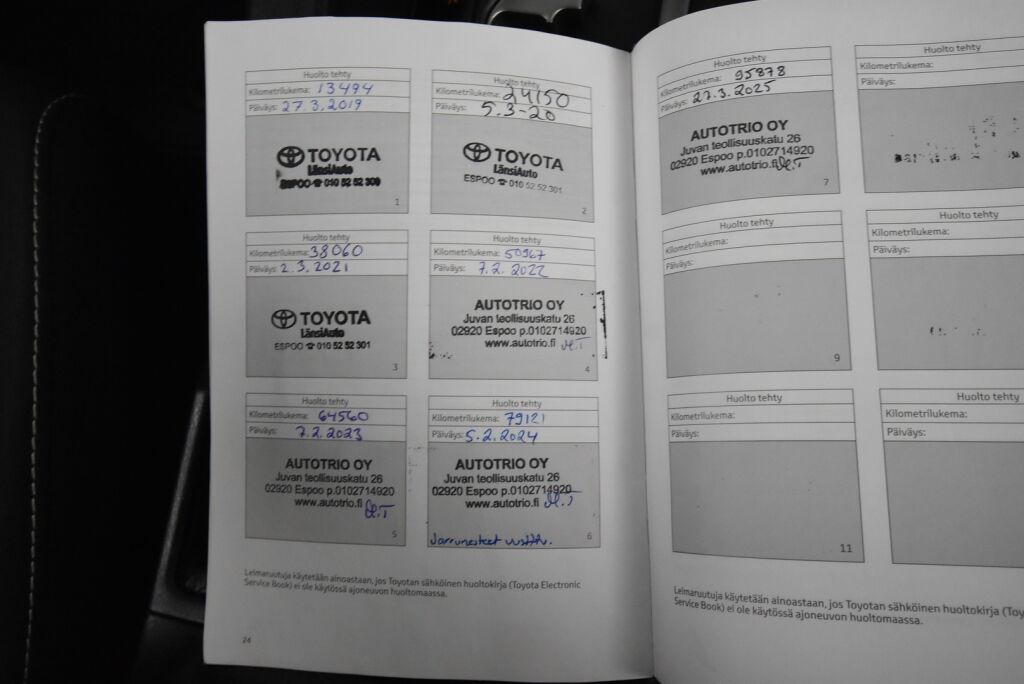 Huolto tehty
Kilometrilukema: 13494
Päiväys: 27.3.2019
TOYOTA
LänsiAuto
ESPOO ☎ 010 52 52 300
1
Huolto tehty
Kilometrilukema: 24150
Päiväys: 5.3-20
TOYOTA
LänsiAuto
ESPOO ☎ 010 52 52 301
2
Huolto tehty
Kilometrilukema: 38060
Päiväys: 2.3.2021
TOYOTA
LänsiAuto
ESPOO ☎ 010 52 52 301
3
Huolto tehty
Kilometrilukema: 50967
Päiväys: 7.2.2022
AUTOTRIO OY
Juvan teollisuuskatu 26
02920 Espoo p.0102714920
www.autotrio.fi
4
Huolto tehty
Kilometrilukema: 64560
Päiväys: 7.2.2023
AUTOTRIO OY
Juvan teollisuuskatu 26
02920 Espoo p.0102714920
www.autotrio.fi
5
Huolto tehty
Kilometrilukema: 79121
Päiväys: 5.2.2024
AUTOTRIO OY
Juvan teollisuuskatu 26
02920 Espoo p.0102714920
www.autotrio.fi
Jarrunesteet
6
Leimaruutuja käytetään ainoastaan, jos Toyotan sähköinen huoltokirja (Toyota Electronic
Service Book) ei ole käytössä ajoneuvon huoltomaassa.
24
Huolto tehty
Kilometrilukema: 95878
Päiväys: 27.3.2025
AUTOTRIO OY
Juvan teollisuuskatu 26
02920 Espoo p.0102714920
www.autotrio.fi
7
Huolto tehty
Kilometrilukema:
Päiväys:
Huolto tehty
Kilometrilukema:
Päiväys:
9
Huolto tehty
Kilometrilukema:
Päiväys:
Huolto tehty
Kilometrilukema:
Päiväys:
11
Huolto tehty
Kilometrilukema:
Päiväys:
Leimaruutuja käytetään ainoastaan, jos Toyotan sähköinen huoltokirja (Toy
Service Book) ei ole käytössä ajoneuvon huoltomaassa.